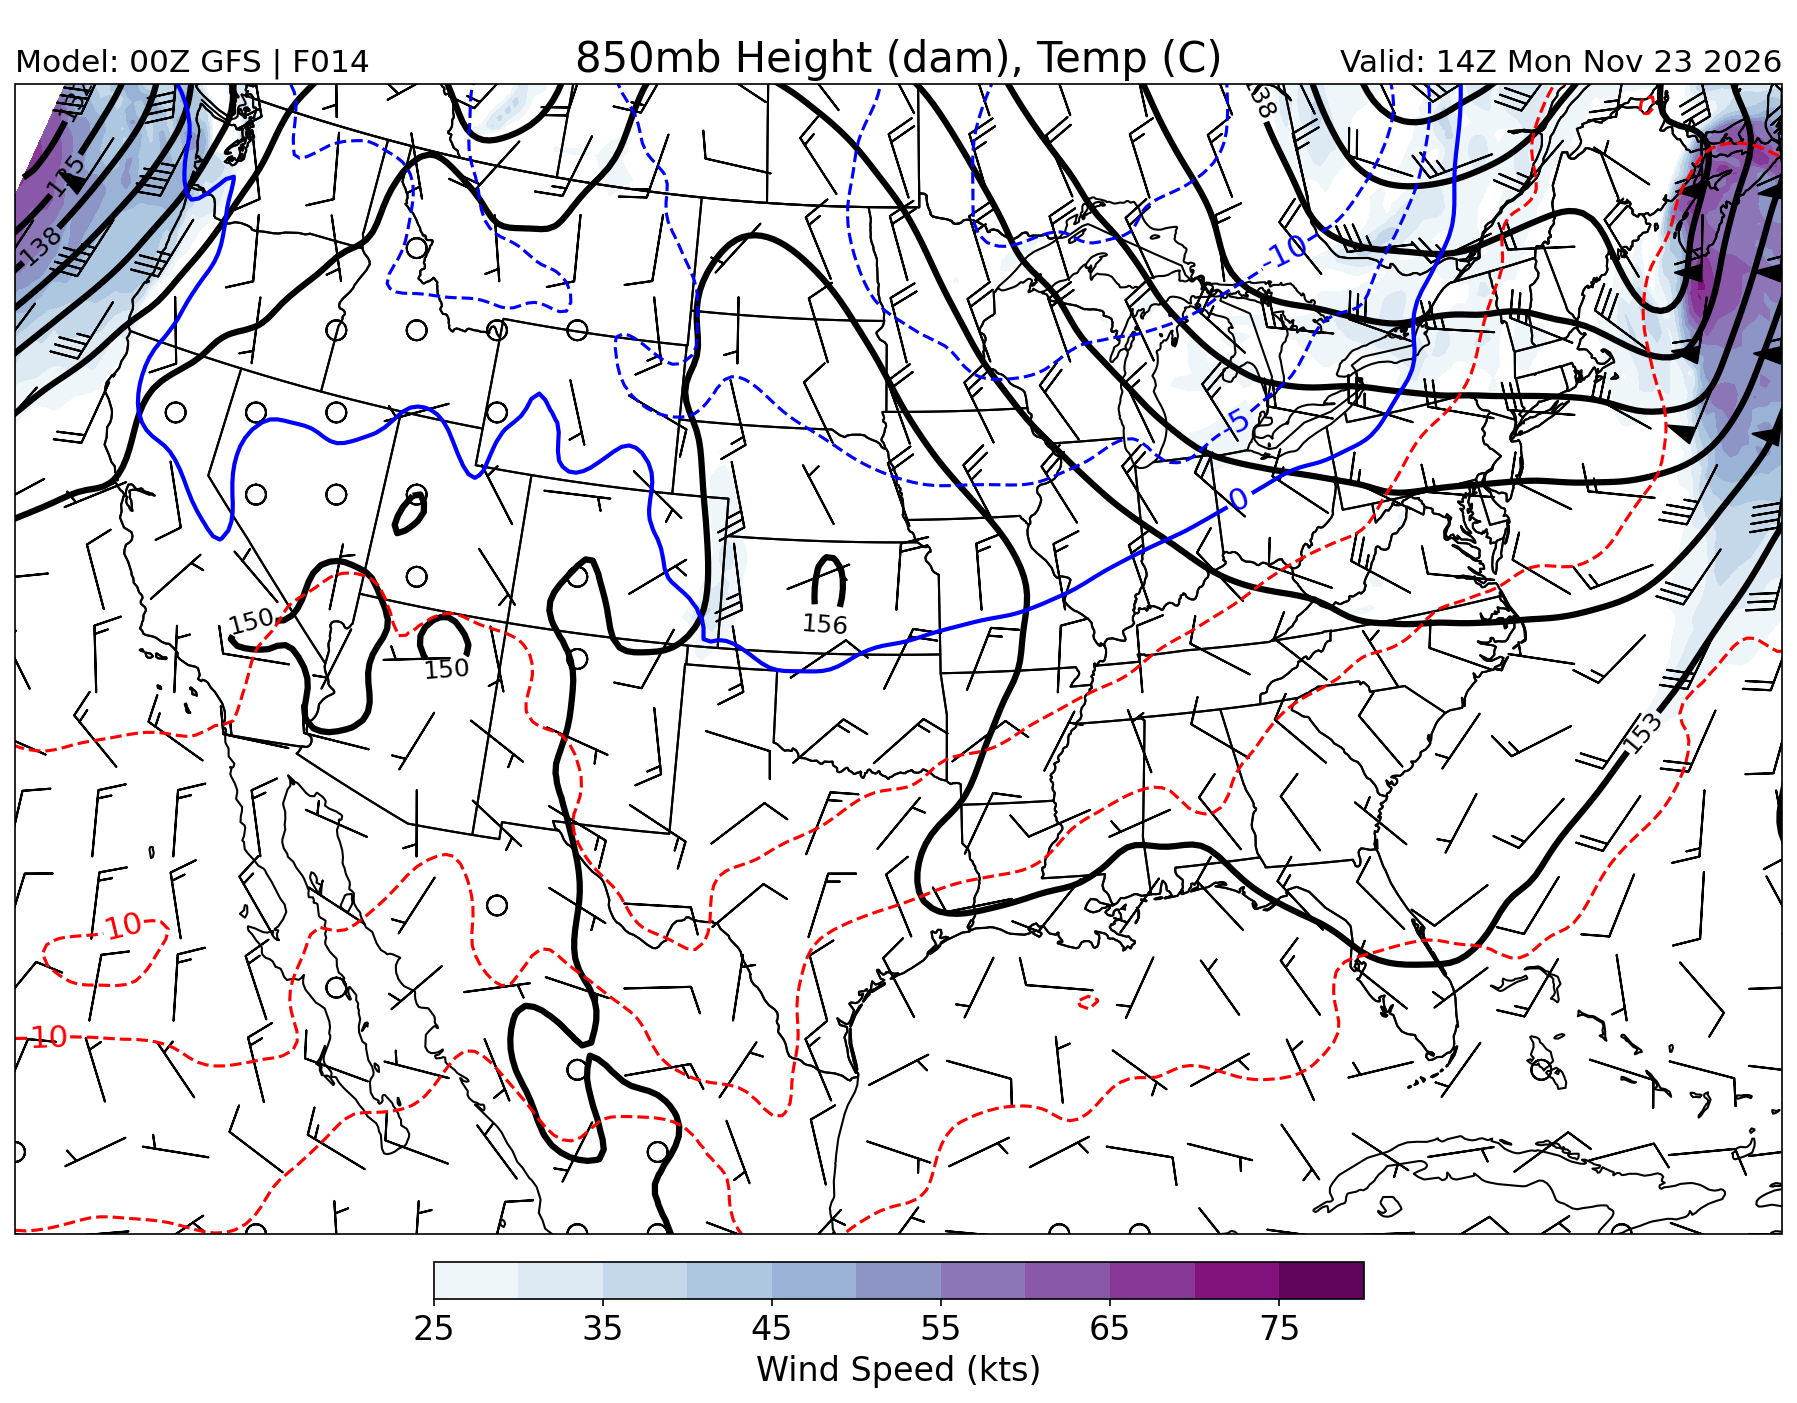 Model: 00Z GFS | F014
850mb Height (dam), Temp (C)
Valid: 14Z Mon Nov 23 2026
135
138
138
-10
-5
0
150
150
156
153
10
10
25 35 45 55 65 75
Wind Speed (kts)